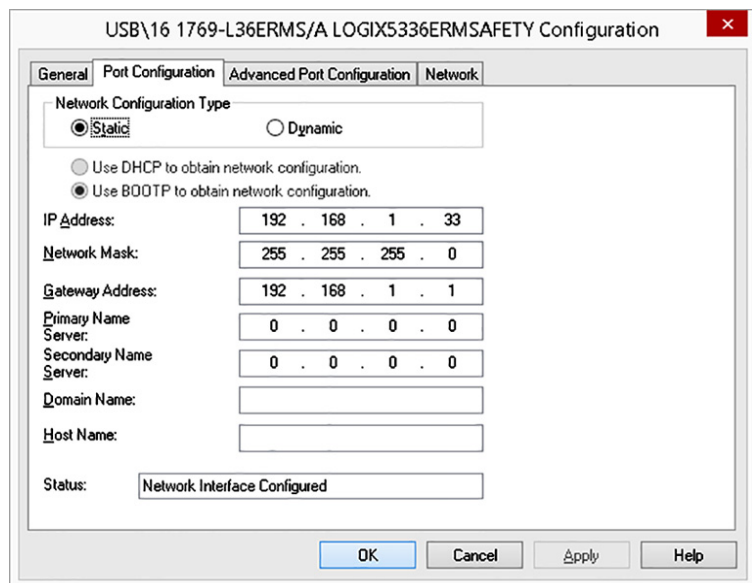 USB\16 1769-L36ERMS/A LOGIX5336ERMSAFETY Configuration
General Port Configuration Advanced Port Configuration Network
Network Configuration Type
Static Dynamic
Use DHCP to obtain network configuration.
Use BOOTP to obtain network configuration.
IP Address: 192 . 168 . 1 . 33
Network Mask: 255 . 255 . 255 . 0
Gateway Address: 192 . 168 . 1 . 1
Primary Name
Server: 0 . 0 . 0 . 0
Secondary Name
Server: 0 . 0 . 0 . 0
Domain Name:
Host Name:
Status: Network Interface Configured
OK Cancel Apply Help